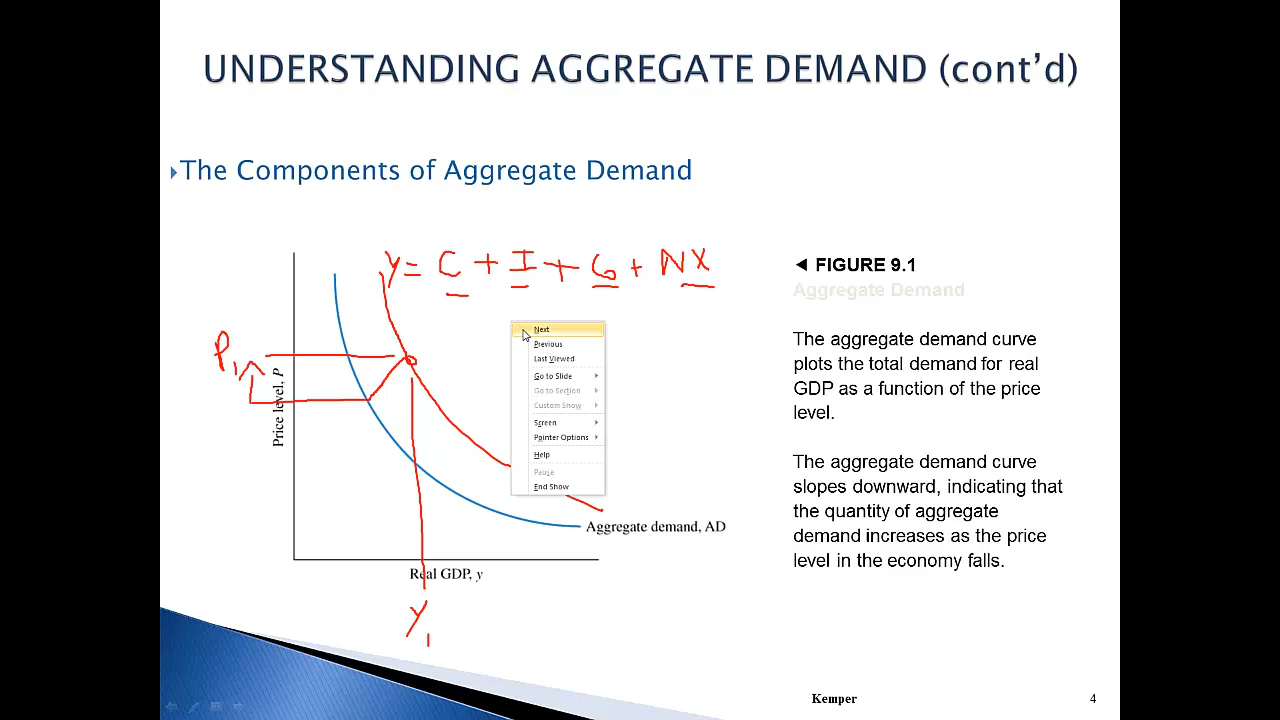 UNDERSTANDING AGGREGATE DEMAND (cont’d)
The Components of Aggregate Demand
y = C + I + G + NX
P1
Price level, P
Aggregate demand, AD
Real GDP, y
y1
Next
Previous
Last Viewed
Go to Slide
Go to Section
Custom Show
Screen
Pointer Options
Help
Pause
End Show
◄ FIGURE 9.1
Aggregate Demand
The aggregate demand curve
plots the total demand for real
GDP as a function of the price
level.
The aggregate demand curve
slopes downward, indicating that
the quantity of aggregate
demand increases as the price
level in the economy falls.
Kemper
4